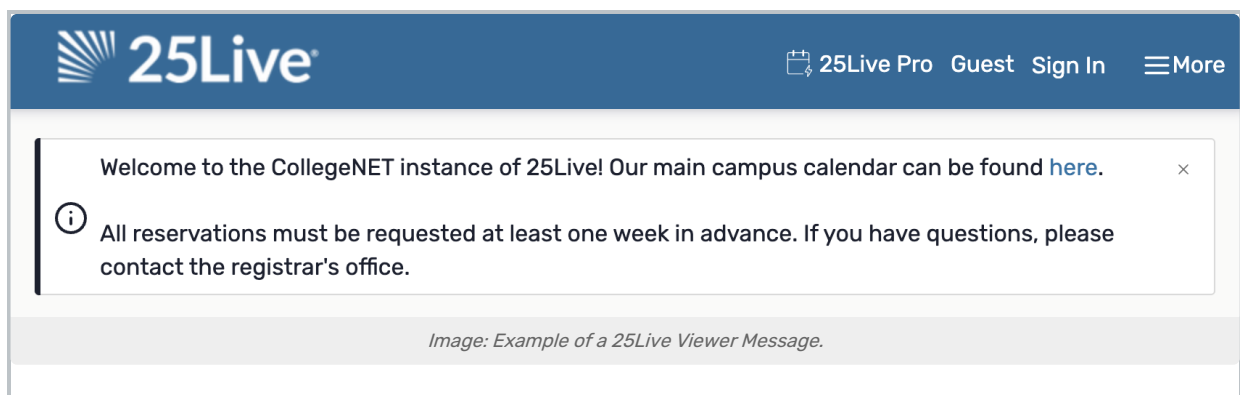 25Live®
25Live Pro Guest Sign In More
Welcome to the CollegeNET instance of 25Live! Our main campus calendar can be found here. ×
All reservations must be requested at least one week in advance. If you have questions, please
contact the registrar's office.
Image: Example of a 25Live Viewer Message.